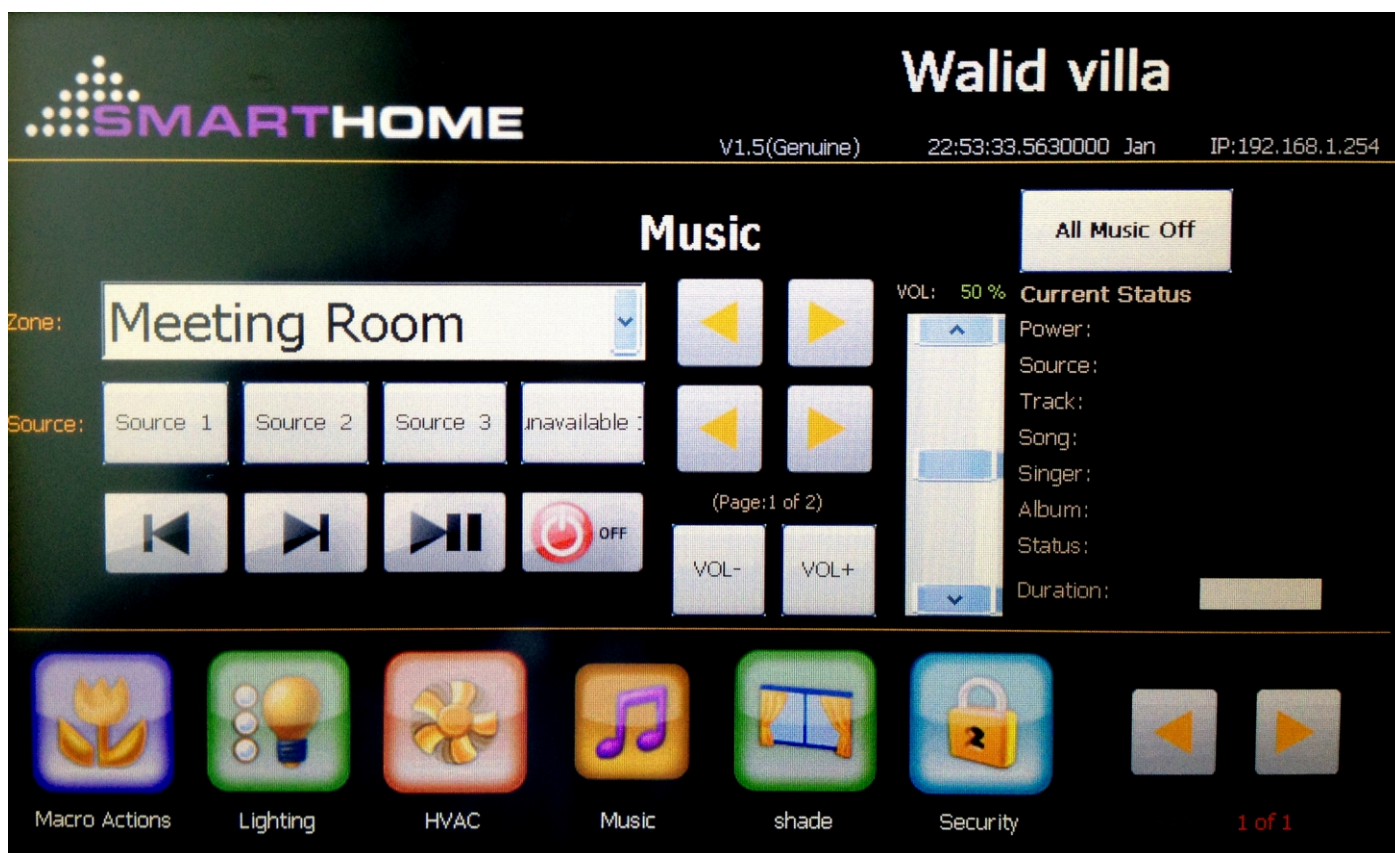 Walid villa
SMARTHOME
V1.5(Genuine) 22:53:33.5630000 Jan IP:192.168.1.254
Music
All Music Off
Zone: Meeting Room
VOL: 50 %
Current Status
Power:
Source:
Track:
Song:
Singer:
Album:
Status:
Duration:
Source: Source 1 Source 2 Source 3 unavailable
OFF
(Page:1 of 2)
VOL- VOL+
Macro Actions Lighting HVAC Music shade Security
2
1 of 1